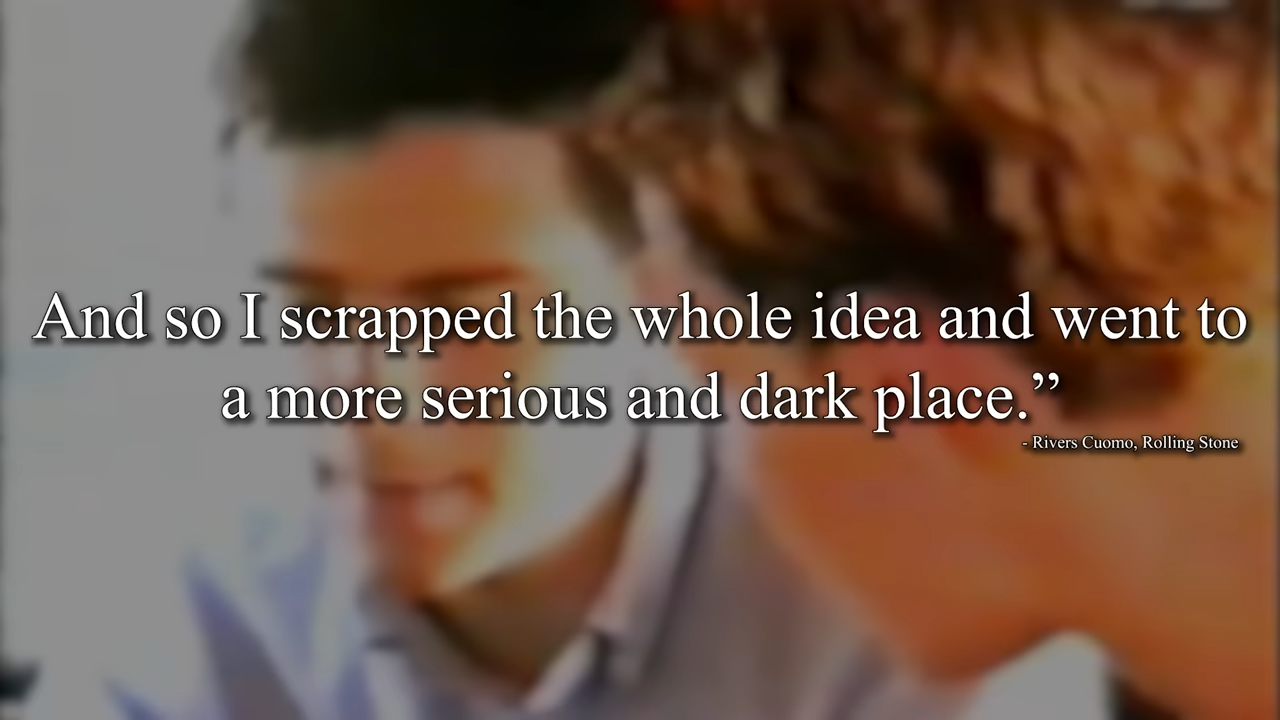 And so I scrapped the whole idea and went to
a more serious and dark place.”
- Rivers Cuomo, Rolling Stone